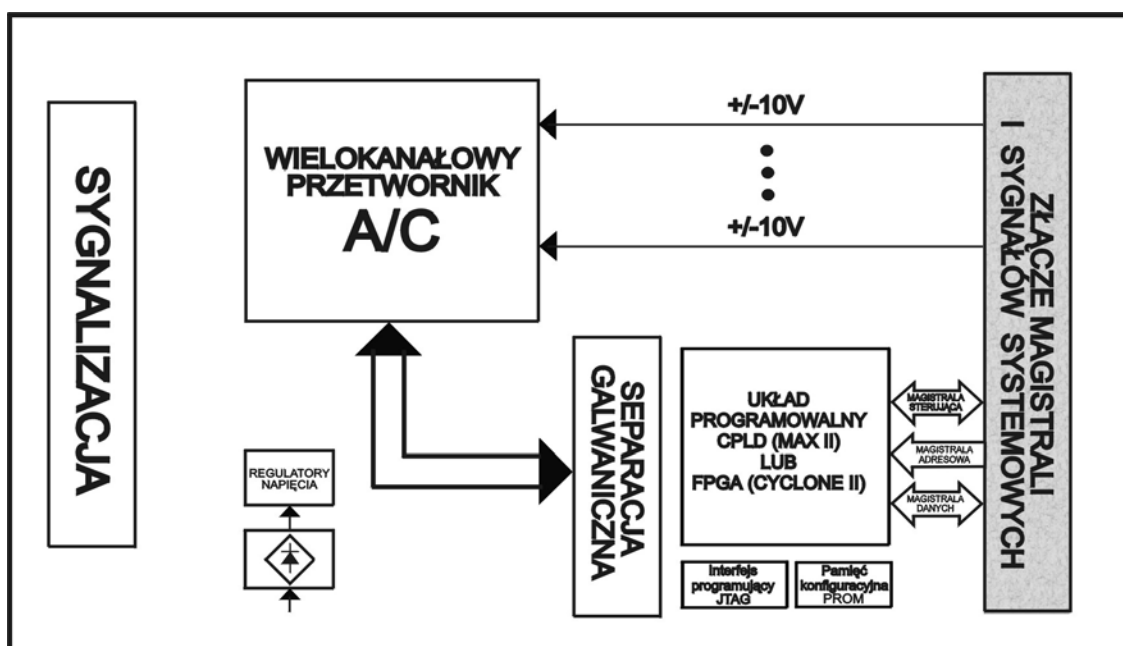 SYGNALIZACJA
WIELOKANAŁOWY
PRZETWORNIK
A/C
+/-10V
+/-10V
ZŁĄCZE MAGISTRALI
I SYGNAŁÓW SYSTEMOWYCH
SEPARACJA
GALWANICZNA
UKŁAD
PROGRAMOWALNY
CPLD (MAX II)
LUB
FPGA (CYCLONE II)
MAGISTRALA
STERUJĄCA
MAGISTRALA
ADRESOWA
MAGISTRALA
DANYCH
REGULATORY
NAPIĘCIA
Interfejs
programujący
JTAG
Pamięć
konfiguracyjna
PROM